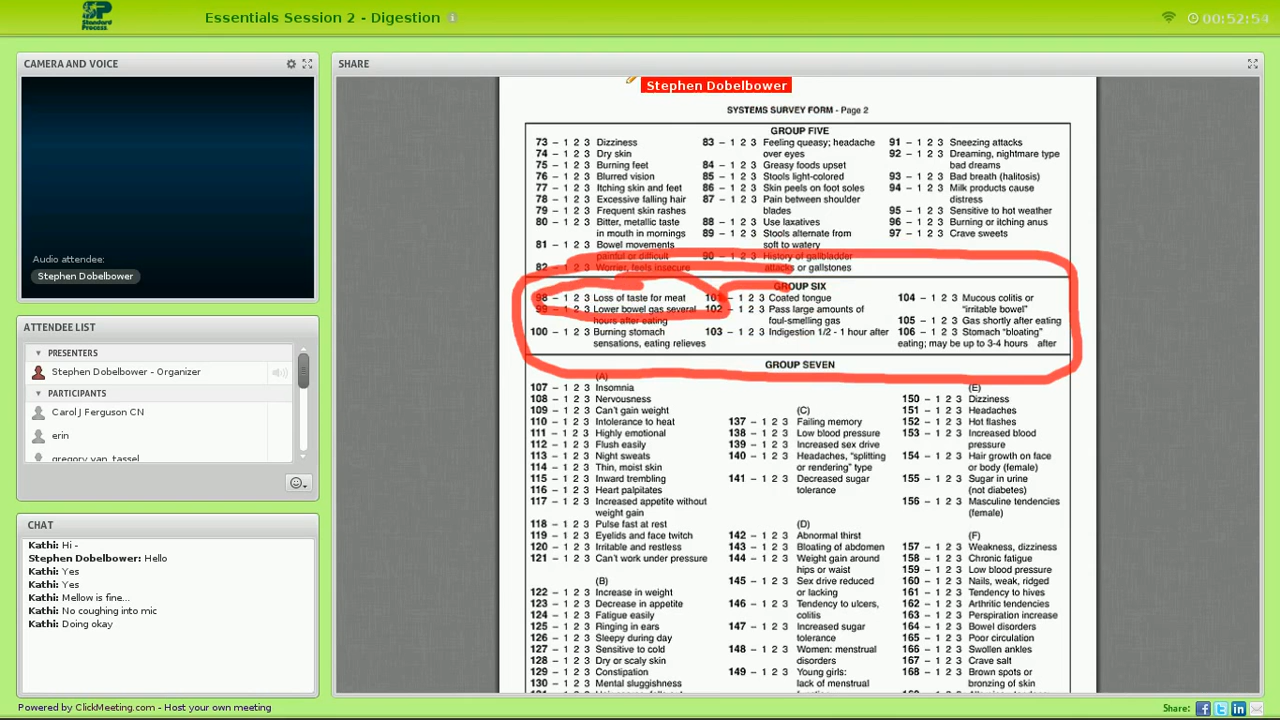 SP
Standard
Process
Essentials Session 2 - Digestion
00:52:54
CAMERA AND VOICE
Audio attendee:
Stephen Dobelbower
ATTENDEE LIST
PRESENTERS
Stephen Dobelbower - Organizer
PARTICIPANTS
Carol J Ferguson CN
erin
gregory van_tassel
CHAT
Kathi: Hi -
Stephen Dobelbower: Hello
Kathi: Yes
Kathi: Yes
Kathi: Mellow is fine...
Kathi: No coughing into mic
Kathi: Doing okay
SHARE
Stephen Dobelbower
SYSTEMS SURVEY FORM - Page 2
GROUP FIVE
73 – 1 2 3 Dizziness
74 – 1 2 3 Dry skin
75 – 1 2 3 Burning feet
76 – 1 2 3 Blurred vision
77 – 1 2 3 Itching skin and feet
78 – 1 2 3 Excessive falling hair
79 – 1 2 3 Frequent skin rashes
80 – 1 2 3 Bitter, metallic taste
in mouth in mornings
81 – 1 2 3 Bowel movements
painful or difficult
82 – 1 2 3 Worrier, feels insecure
83 – 1 2 3 Feeling queasy; headache
over eyes
84 – 1 2 3 Greasy foods upset
85 – 1 2 3 Stools light-colored
86 – 1 2 3 Skin peels on foot soles
87 – 1 2 3 Pain between shoulder
blades
88 – 1 2 3 Use laxatives
89 – 1 2 3 Stools alternate from
soft to watery
90 – 1 2 3 History of gallbladder
attacks or gallstones
91 – 1 2 3 Sneezing attacks
92 – 1 2 3 Dreaming, nightmare type
bad dreams
93 – 1 2 3 Bad breath (halitosis)
94 – 1 2 3 Milk products cause
distress
95 – 1 2 3 Sensitive to hot weather
96 – 1 2 3 Burning or itching anus
97 – 1 2 3 Crave sweets
GROUP SIX
98 – 1 2 3 Loss of taste for meat
99 – 1 2 3 Lower bowel gas several
hours after eating
100 – 1 2 3 Burning stomach
sensations, eating relieves
101 – 1 2 3 Coated tongue
102 – 1 2 3 Pass large amounts of
foul-smelling gas
103 – 1 2 3 Indigestion 1/2 - 1 hour after
104 – 1 2 3 Mucous colitis or
“irritable bowel”
105 – 1 2 3 Gas shortly after eating
106 – 1 2 3 Stomach “bloating”
eating; may be up to 3-4 hours after
GROUP SEVEN
(A)
107 – 1 2 3 Insomnia
108 – 1 2 3 Nervousness
109 – 1 2 3 Can’t gain weight
110 – 1 2 3 Intolerance to heat
111 – 1 2 3 Highly emotional
112 – 1 2 3 Flush easily
113 – 1 2 3 Night sweats
114 – 1 2 3 Thin, moist skin
115 – 1 2 3 Inward trembling
116 – 1 2 3 Heart palpitates
117 – 1 2 3 Increased appetite without
weight gain
118 – 1 2 3 Pulse fast at rest
119 – 1 2 3 Eyelids and face twitch
120 – 1 2 3 Irritable and restless
121 – 1 2 3 Can’t work under pressure
(B)
122 – 1 2 3 Increase in weight
123 – 1 2 3 Decrease in appetite
124 – 1 2 3 Fatigue easily
125 – 1 2 3 Ringing in ears
126 – 1 2 3 Sleepy during day
127 – 1 2 3 Sensitive to cold
128 – 1 2 3 Dry or scaly skin
129 – 1 2 3 Constipation
130 – 1 2 3 Mental sluggishness
(C)
137 – 1 2 3 Failing memory
138 – 1 2 3 Low blood pressure
139 – 1 2 3 Increased sex drive
140 – 1 2 3 Headaches, “splitting
or rendering” type
141 – 1 2 3 Decreased sugar
tolerance
(D)
142 – 1 2 3 Abnormal thirst
143 – 1 2 3 Bloating of abdomen
144 – 1 2 3 Weight gain around
hips or waist
145 – 1 2 3 Sex drive reduced
or lacking
146 – 1 2 3 Tendency to ulcers,
colitis
147 – 1 2 3 Increased sugar
tolerance
148 – 1 2 3 Women: menstrual
disorders
149 – 1 2 3 Young girls:
lack of menstrual
(E)
150 – 1 2 3 Dizziness
151 – 1 2 3 Headaches
152 – 1 2 3 Hot flashes
153 – 1 2 3 Increased blood
pressure
154 – 1 2 3 Hair growth on face
or body (female)
155 – 1 2 3 Sugar in urine
(not diabetes)
156 – 1 2 3 Masculine tendencies
(female)
(F)
157 – 1 2 3 Weakness, dizziness
158 – 1 2 3 Chronic fatigue
159 – 1 2 3 Low blood pressure
160 – 1 2 3 Nails, weak, ridged
161 – 1 2 3 Tendency to hives
162 – 1 2 3 Arthritic tendencies
163 – 1 2 3 Perspiration increase
164 – 1 2 3 Bowel disorders
165 – 1 2 3 Poor circulation
166 – 1 2 3 Swollen ankles
167 – 1 2 3 Crave salt
168 – 1 2 3 Brown spots or
bronzing of skin
Powered by ClickMeeting.com - Host your own meeting
Share: